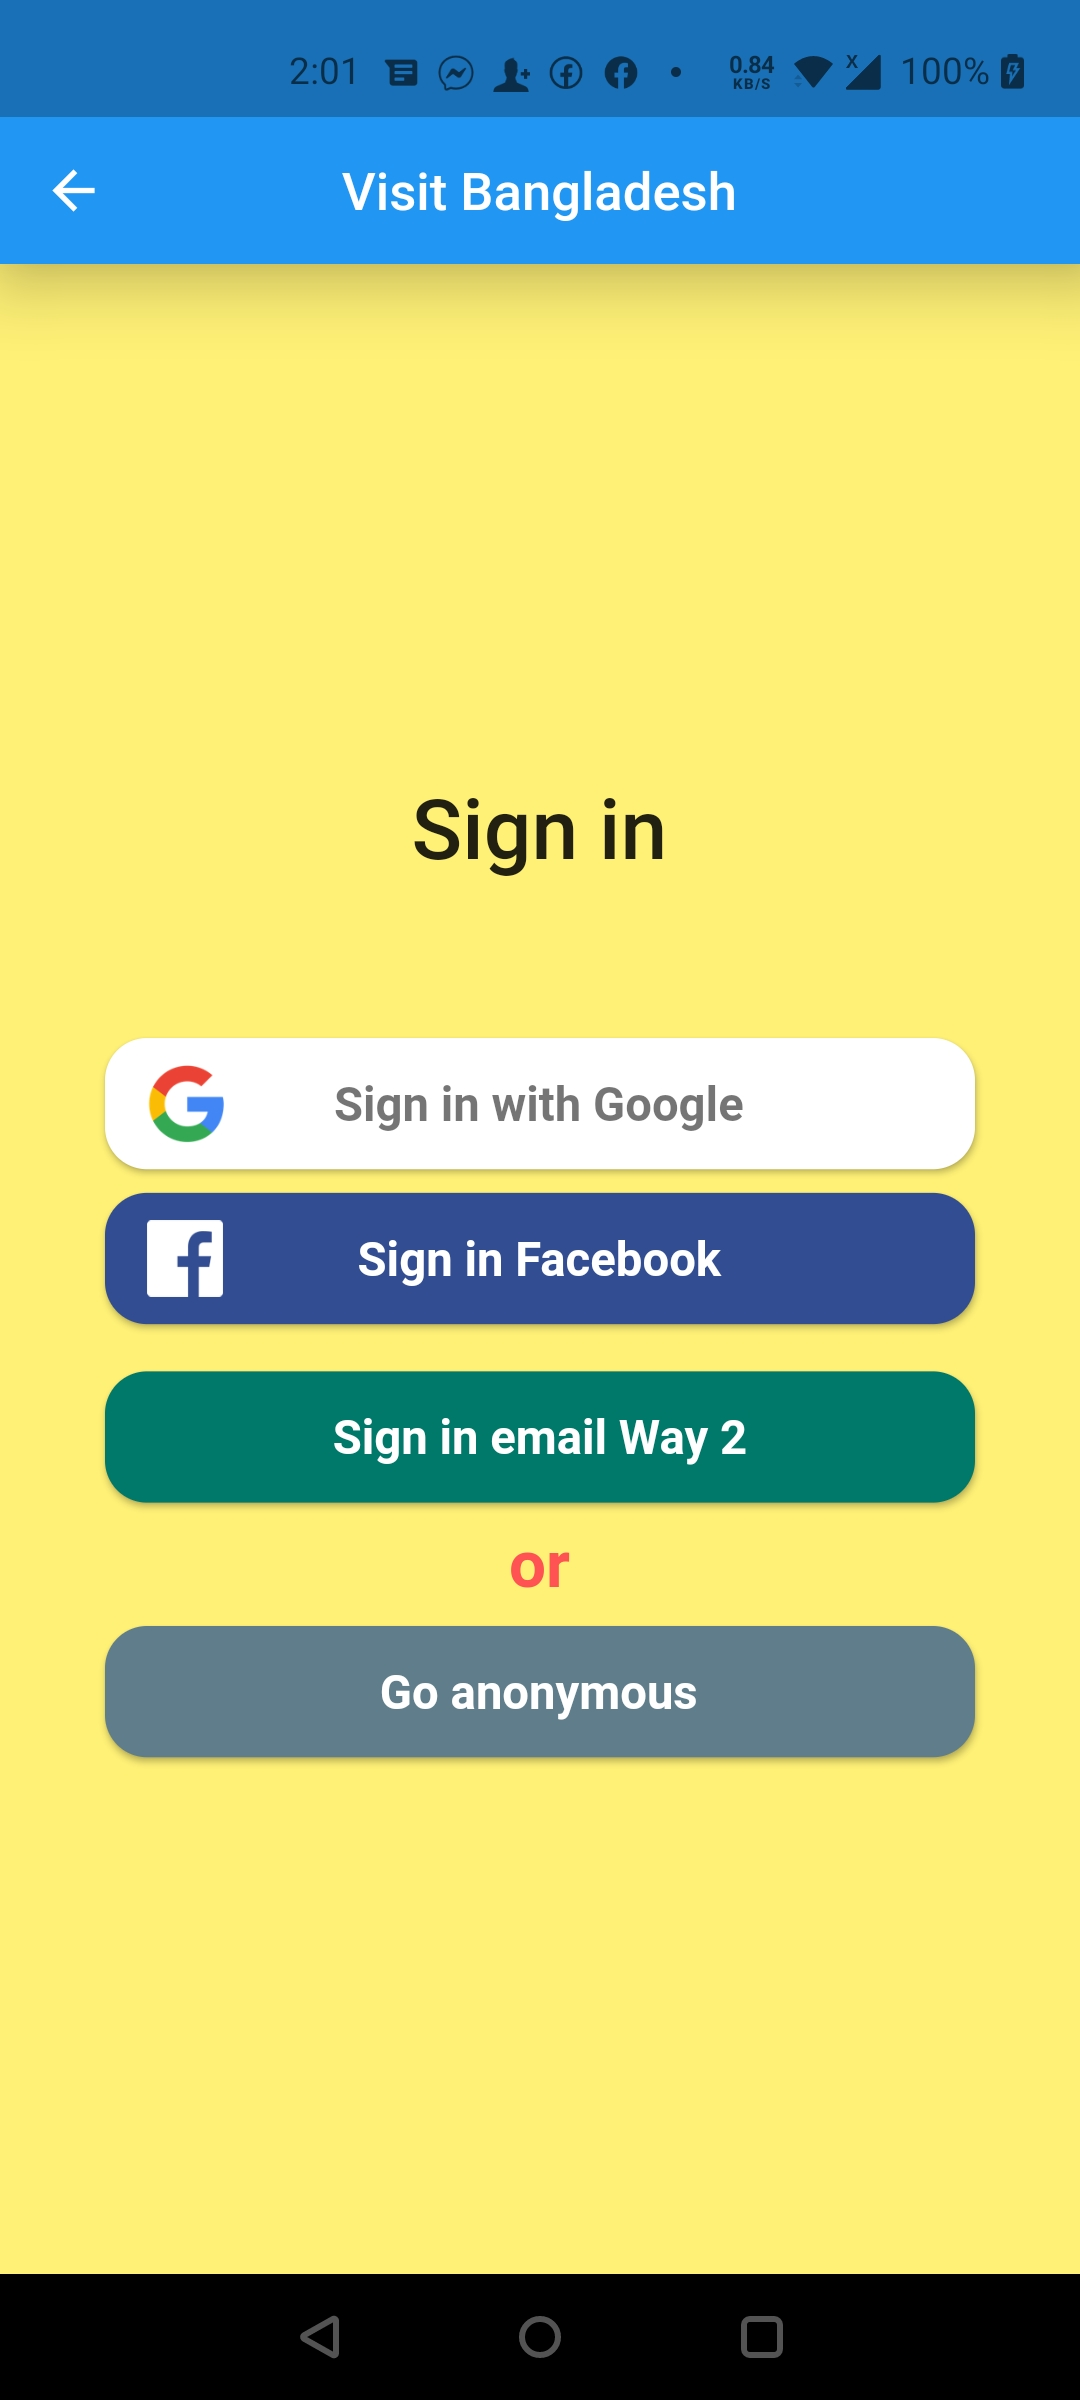 2:01 0.84 KB/S X 100%
Visit Bangladesh
Sign in
Sign in with Google
Sign in Facebook
Sign in email Way 2
or
Go anonymous